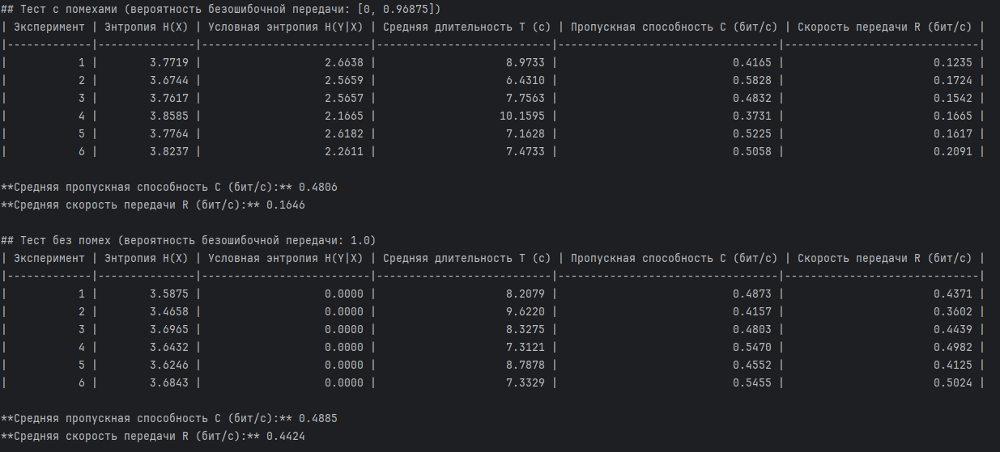 ## Тест с помехами (вероятность безошибочной передачи: [0, 0.96875])
| Эксперимент | Энтропия H(X) | Условная энтропия H(Y|X) | Средняя длительность T (с) | Пропускная способность C (бит/с) | Скорость передачи R (бит/с) |
|-------------|---------------|--------------------------|----------------------------|----------------------------------|-----------------------------|
| 1 | 3.7719 | 2.6638 | 8.9733 | 0.4165 | 0.1235 |
| 2 | 3.6744 | 2.5659 | 6.4310 | 0.5828 | 0.1724 |
| 3 | 3.7617 | 2.5657 | 7.7563 | 0.4832 | 0.1542 |
| 4 | 3.8585 | 2.1665 | 10.1595 | 0.3731 | 0.1665 |
| 5 | 3.7764 | 2.6182 | 7.1628 | 0.5225 | 0.1617 |
| 6 | 3.8237 | 2.2611 | 7.4733 | 0.5058 | 0.2091 |
**Средняя пропускная способность C (бит/с):** 0.4806
**Средняя скорость передачи R (бит/с):** 0.1646
## Тест без помех (вероятность безошибочной передачи: 1.0)
| Эксперимент | Энтропия H(X) | Условная энтропия H(Y|X) | Средняя длительность T (с) | Пропускная способность C (бит/с) | Скорость передачи R (бит/с) |
|-------------|---------------|--------------------------|----------------------------|----------------------------------|-----------------------------|
| 1 | 3.5875 | 0.0000 | 8.2079 | 0.4873 | 0.4371 |
| 2 | 3.4658 | 0.0000 | 9.6220 | 0.4157 | 0.3602 |
| 3 | 3.6965 | 0.0000 | 8.3275 | 0.4803 | 0.4439 |
| 4 | 3.6432 | 0.0000 | 7.3121 | 0.5470 | 0.4982 |
| 5 | 3.6246 | 0.0000 | 8.7878 | 0.4552 | 0.4125 |
| 6 | 3.6843 | 0.0000 | 7.3329 | 0.5455 | 0.5024 |
**Средняя пропускная способность C (бит/с):** 0.4885
**Средняя скорость передачи R (бит/с):** 0.4424